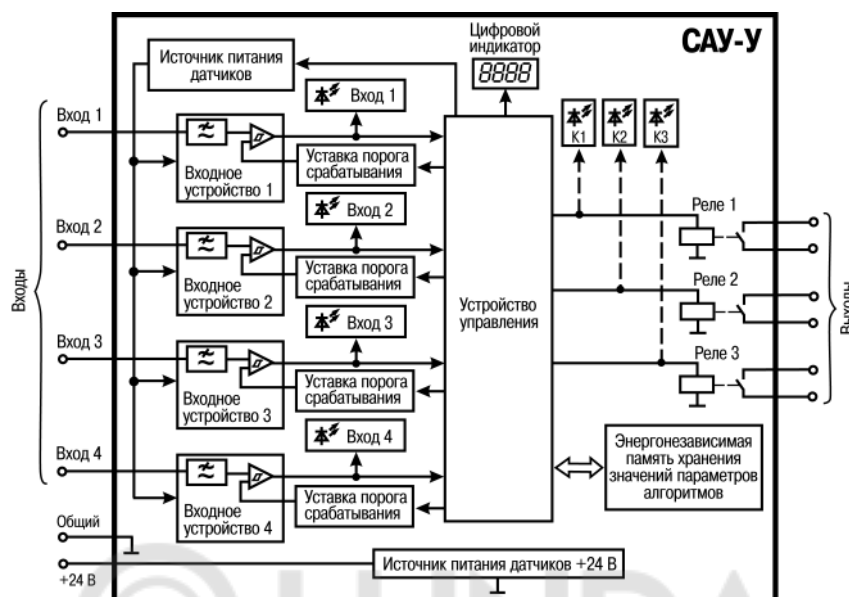 САУ-У
Цифровой
индикатор
8888
Источник питания
датчиков
Вход 1
Вход 1
К1
К2
К3
Входное
устройство 1
Уставка порога
срабатывания
Вход 2
Вход 2
Входное
устройство 2
Уставка порога
срабатывания
Вход 3
Вход 3
Входное
устройство 3
Уставка порога
срабатывания
Вход 4
Вход 4
Входное
устройство 4
Уставка порога
срабатывания
Входы
Устройство
управления
Реле 1
Реле 2
Реле 3
Выходы
Энергонезависимая
память хранения
значений параметров
алгоритмов
Общий
+24 В
Источник питания датчиков +24 В